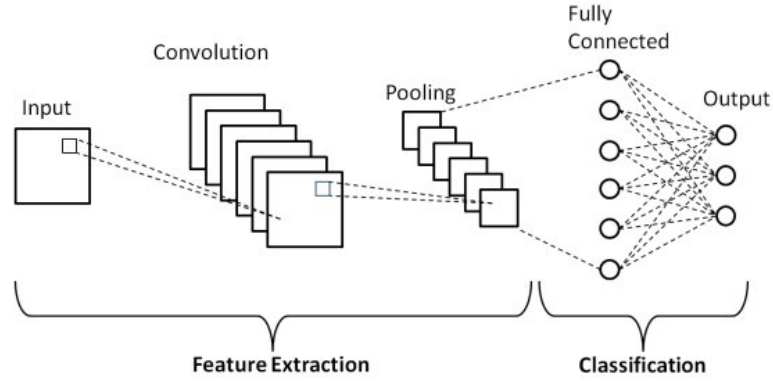 Input
Convolution
Pooling
Fully
Connected
Output
Feature Extraction
Classification